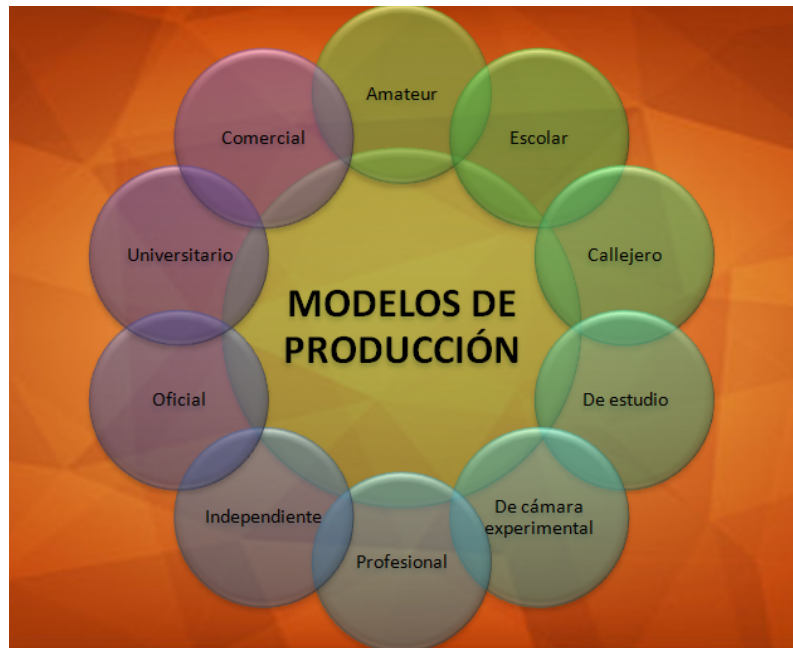 Amateur
Escolar
Callejero
De estudio
De cámara
experimental
Profesional
Independiente
Oficial
Universitario
Comercial
MODELOS DE
PRODUCCIÓN